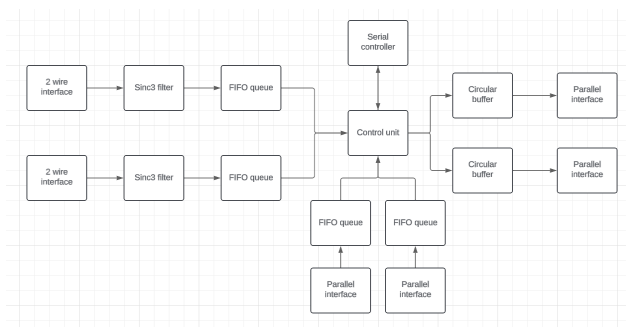 Serial
controller
2 wire
interface
Sinc3 filter
FIFO queue
Circular
buffer
Parallel
interface
Control unit
2 wire
interface
Sinc3 filter
FIFO queue
Circular
buffer
Parallel
interface
FIFO queue
FIFO queue
Parallel
interface
Parallel
interface